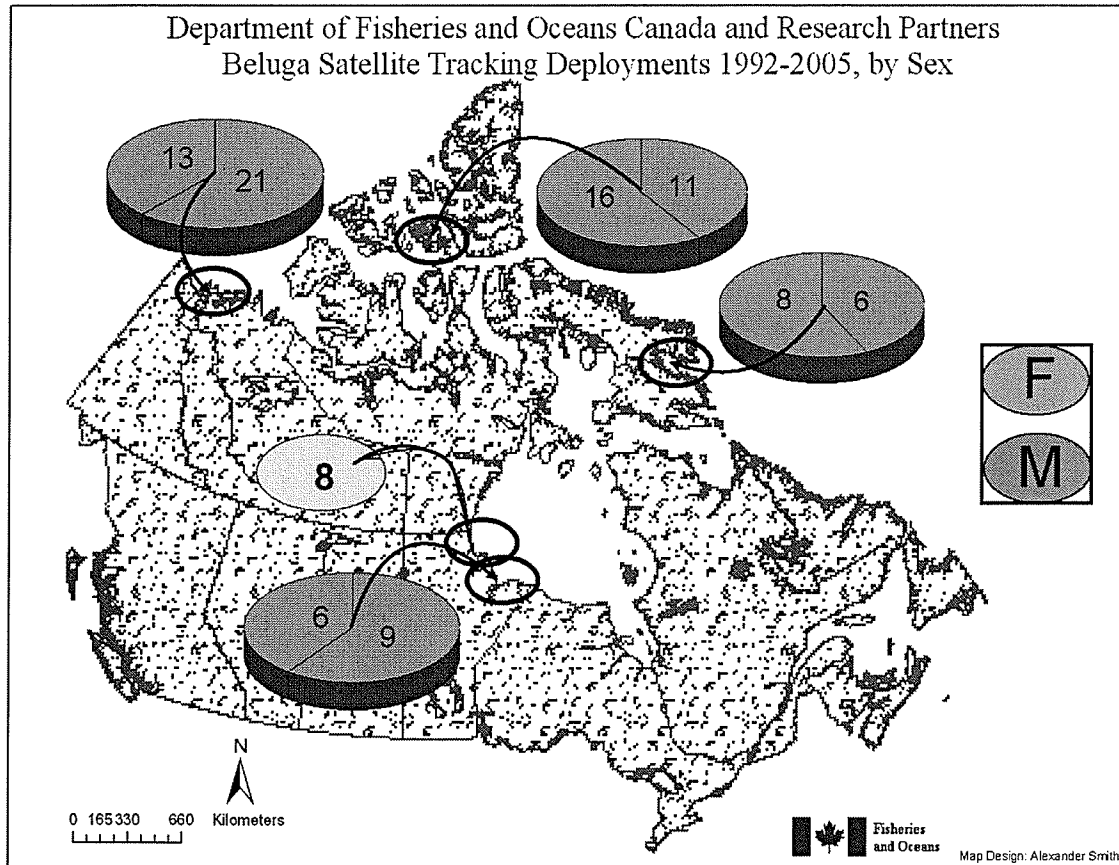 Department of Fisheries and Oceans Canada and Research Partners
Beluga Satellite Tracking Deployments 1992-2005, by Sex
13
21
16
11
8
6
F
M
8
6
9
N
0 165 330 660
Kilometers
Fisheries
and Oceans
Map Design: Alexander Smith